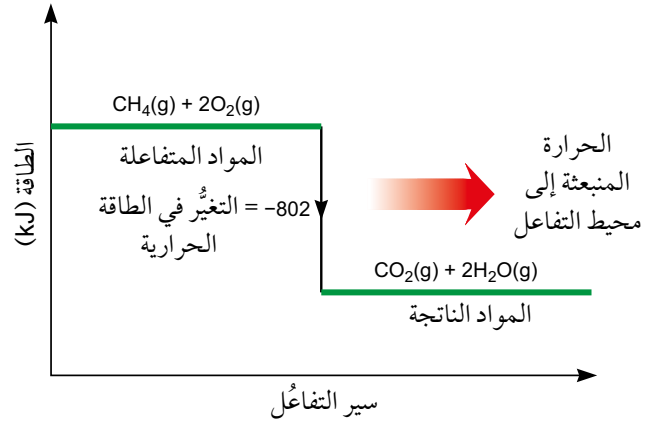 الطاقة (kJ)
CH₄(g) + 2O₂(g)
المواد المتفاعلة
التغيُّر في الطاقة = −802
الحرارية
الحرارة
المنبعثة إلى
محيط التفاعل
CO₂(g) + 2H₂O(g)
المواد الناتجة
سير التفاعُل